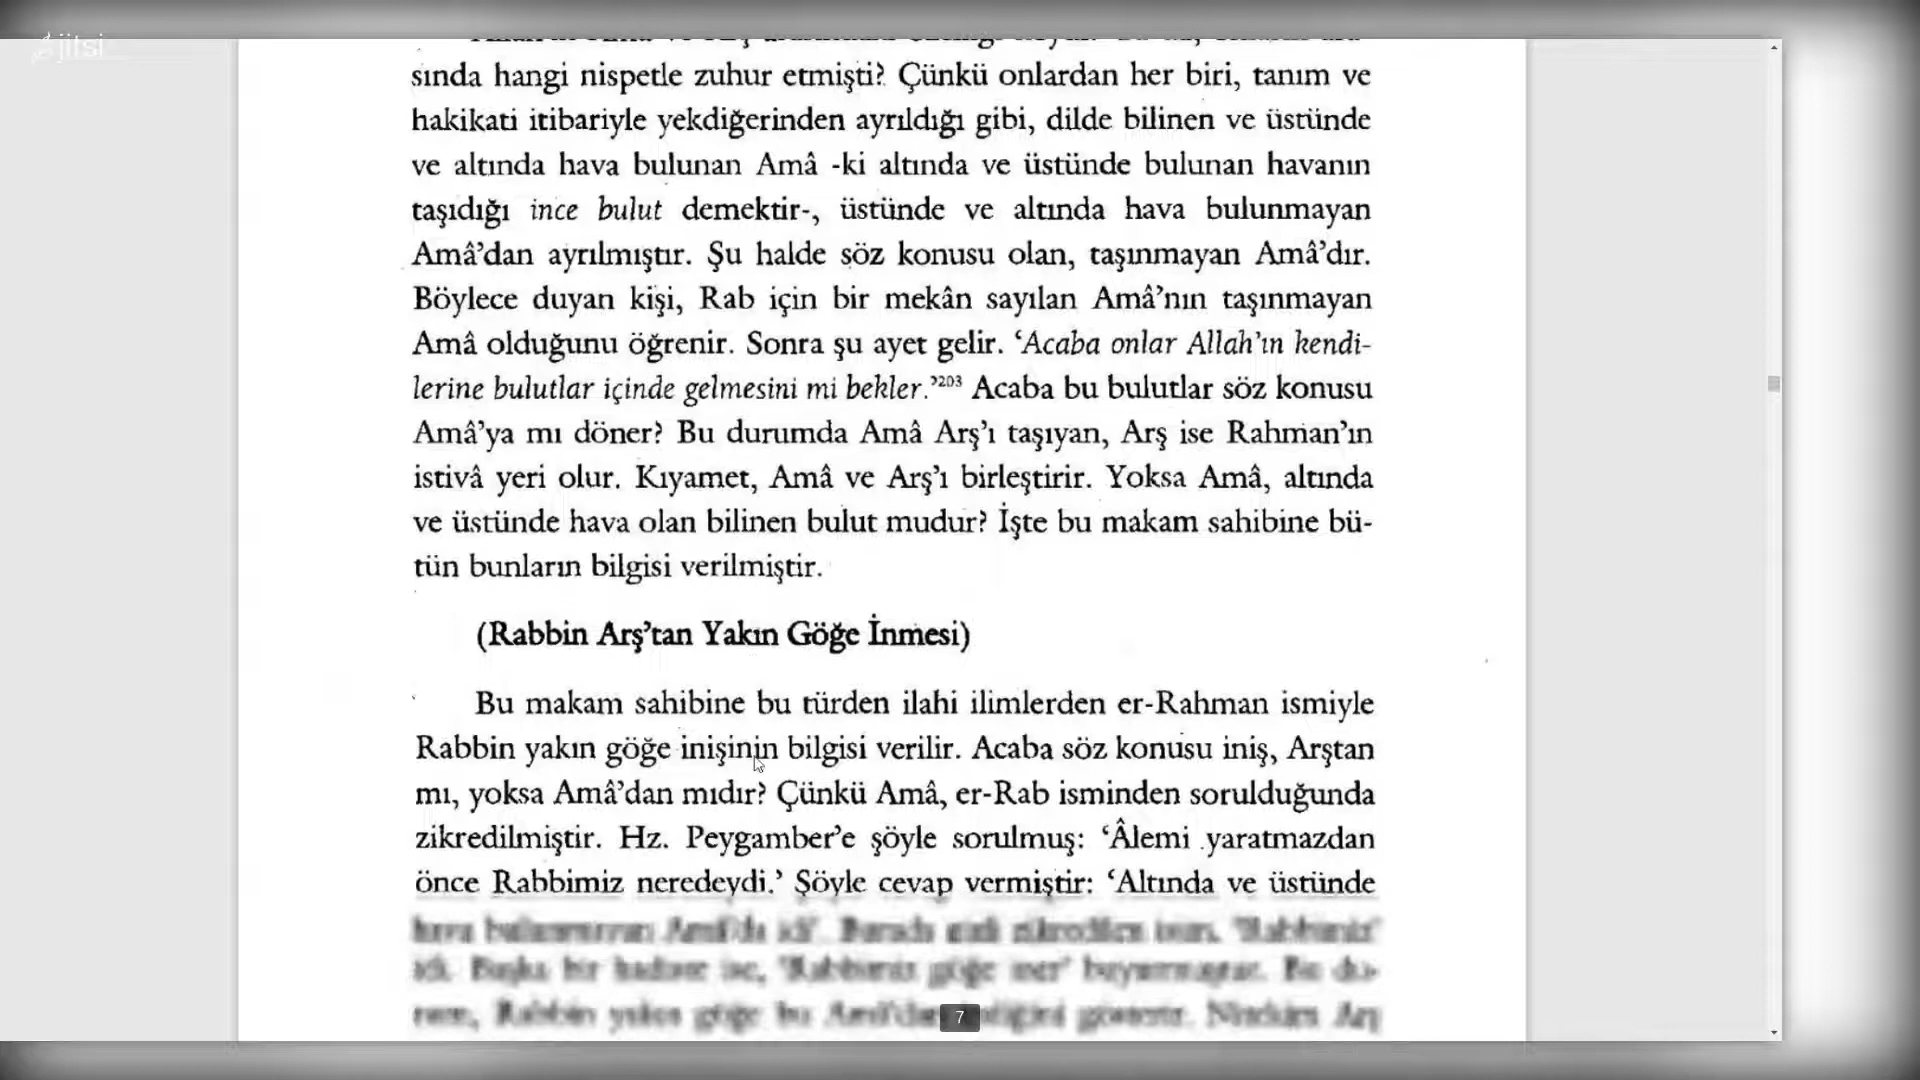 jitsi
sında hangi nispetle zuhur etmişti? Çünkü onlardan her biri, tanım ve
hakikati itibariyle yekdiğerinden ayrıldığı gibi, dilde bilinen ve üstünde
ve altında hava bulunan Amâ -ki altında ve üstünde bulunan havanın
taşıdığı ince bulut demektir-, üstünde ve altında hava bulunmayan
Amâ'dan ayrılmıştır. Şu halde söz konusu olan, taşınmayan Amâ'dır.
Böylece duyan kişi, Rab için bir mekân sayılan Amâ'nın taşınmayan
Amâ olduğunu öğrenir. Sonra şu ayet gelir. 'Acaba onlar Allah'ın kendi-
lerine bulutlar içinde gelmesini mi bekler.'203 Acaba bu bulutlar söz konusu
Amâ'ya mı döner? Bu durumda Amâ Arş'ı taşıyan, Arş ise Rahman'ın
istivâ yeri olur. Kıyamet, Amâ ve Arş'ı birleştirir. Yoksa Amâ, altında
ve üstünde hava olan bilinen bulut mudur? İşte bu makam sahibine bü-
tün bunların bilgisi verilmiştir.
(Rabbin Arş'tan Yakın Göğe İnmesi)
Bu makam sahibine bu türden ilahi ilimlerden er-Rahman ismiyle
Rabbin yakın göğe inişinin bilgisi verilir. Acaba söz konusu iniş, Arştan
mı, yoksa Amâ'dan mıdır? Çünkü Amâ, er-Rab isminden sorulduğunda
zikredilmiştir. Hz. Peygamber'e şöyle sorulmuş: 'Âlemi yaratmazdan
önce Rabbimiz neredeydi.' Şöyle cevap vermiştir: 'Altında ve üstünde
7